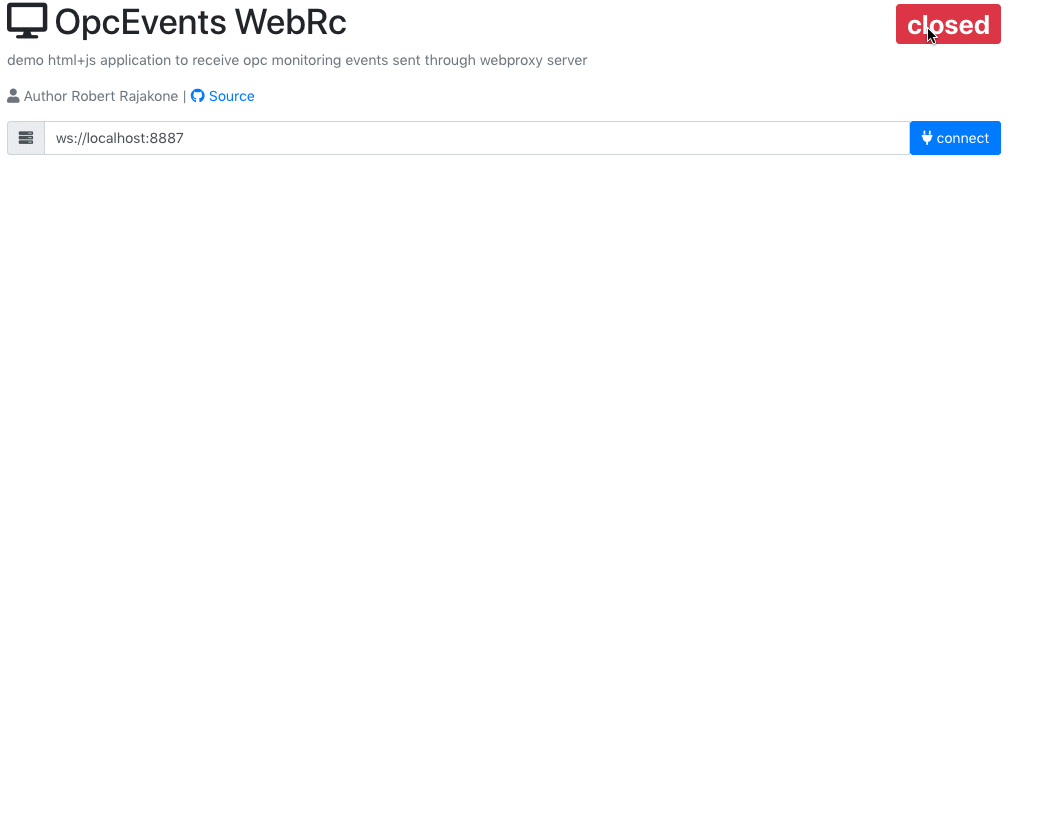 OpcEvents WebRc
closed
demo html+js application to receive opc monitoring events sent through webproxy server
Author Robert Rajakone | Source
ws://localhost:8887
connect